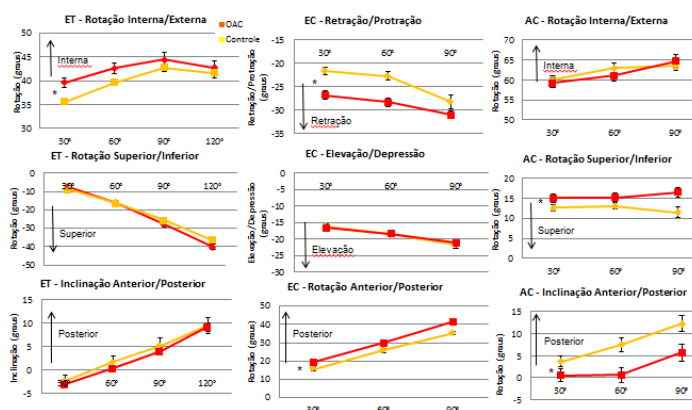 ET - Rotação Interna/Externa
OAC
Controle
Rotação (graus)
50
45
40
35
30
Interna
*
30º 60º 90º 120º
EC - Retração/Protração
30º 60º 90º
Retração/Protração (graus)
-15
-20
-25
-30
-35
*
Retração
AC - Rotação Interna/Externa
Rotação (graus)
70
65
60
55
50
Interna
30º 60º 90º
ET - Rotação Superior/Inferior
30º 60º 90º 120º
Rotação (graus)
0
-10
-20
-30
-40
-50
Superior
EC - Elevação/Depressão
30º 60º 90º
Elevação/Depressão (graus)
0
-5
-10
-15
-20
-25
-30
Elevação
AC - Rotação Superior/Inferior
Rotação (graus)
20
15
10
5
0
*
Superior
30º 60º 90º
ET - Inclinação Anterior/Posterior
Inclinação (graus)
15
10
5
0
-5
Posterior
30º 60º 90º 120º
EC - Rotação Anterior/Posterior
Rotação (graus)
50
40
30
20
10
0
Posterior
*
30º 60º 90º
AC - Inclinação Anterior/Posterior
Inclinação (graus)
15
10
5
0
-5
Posterior
*
30º 60º 90º